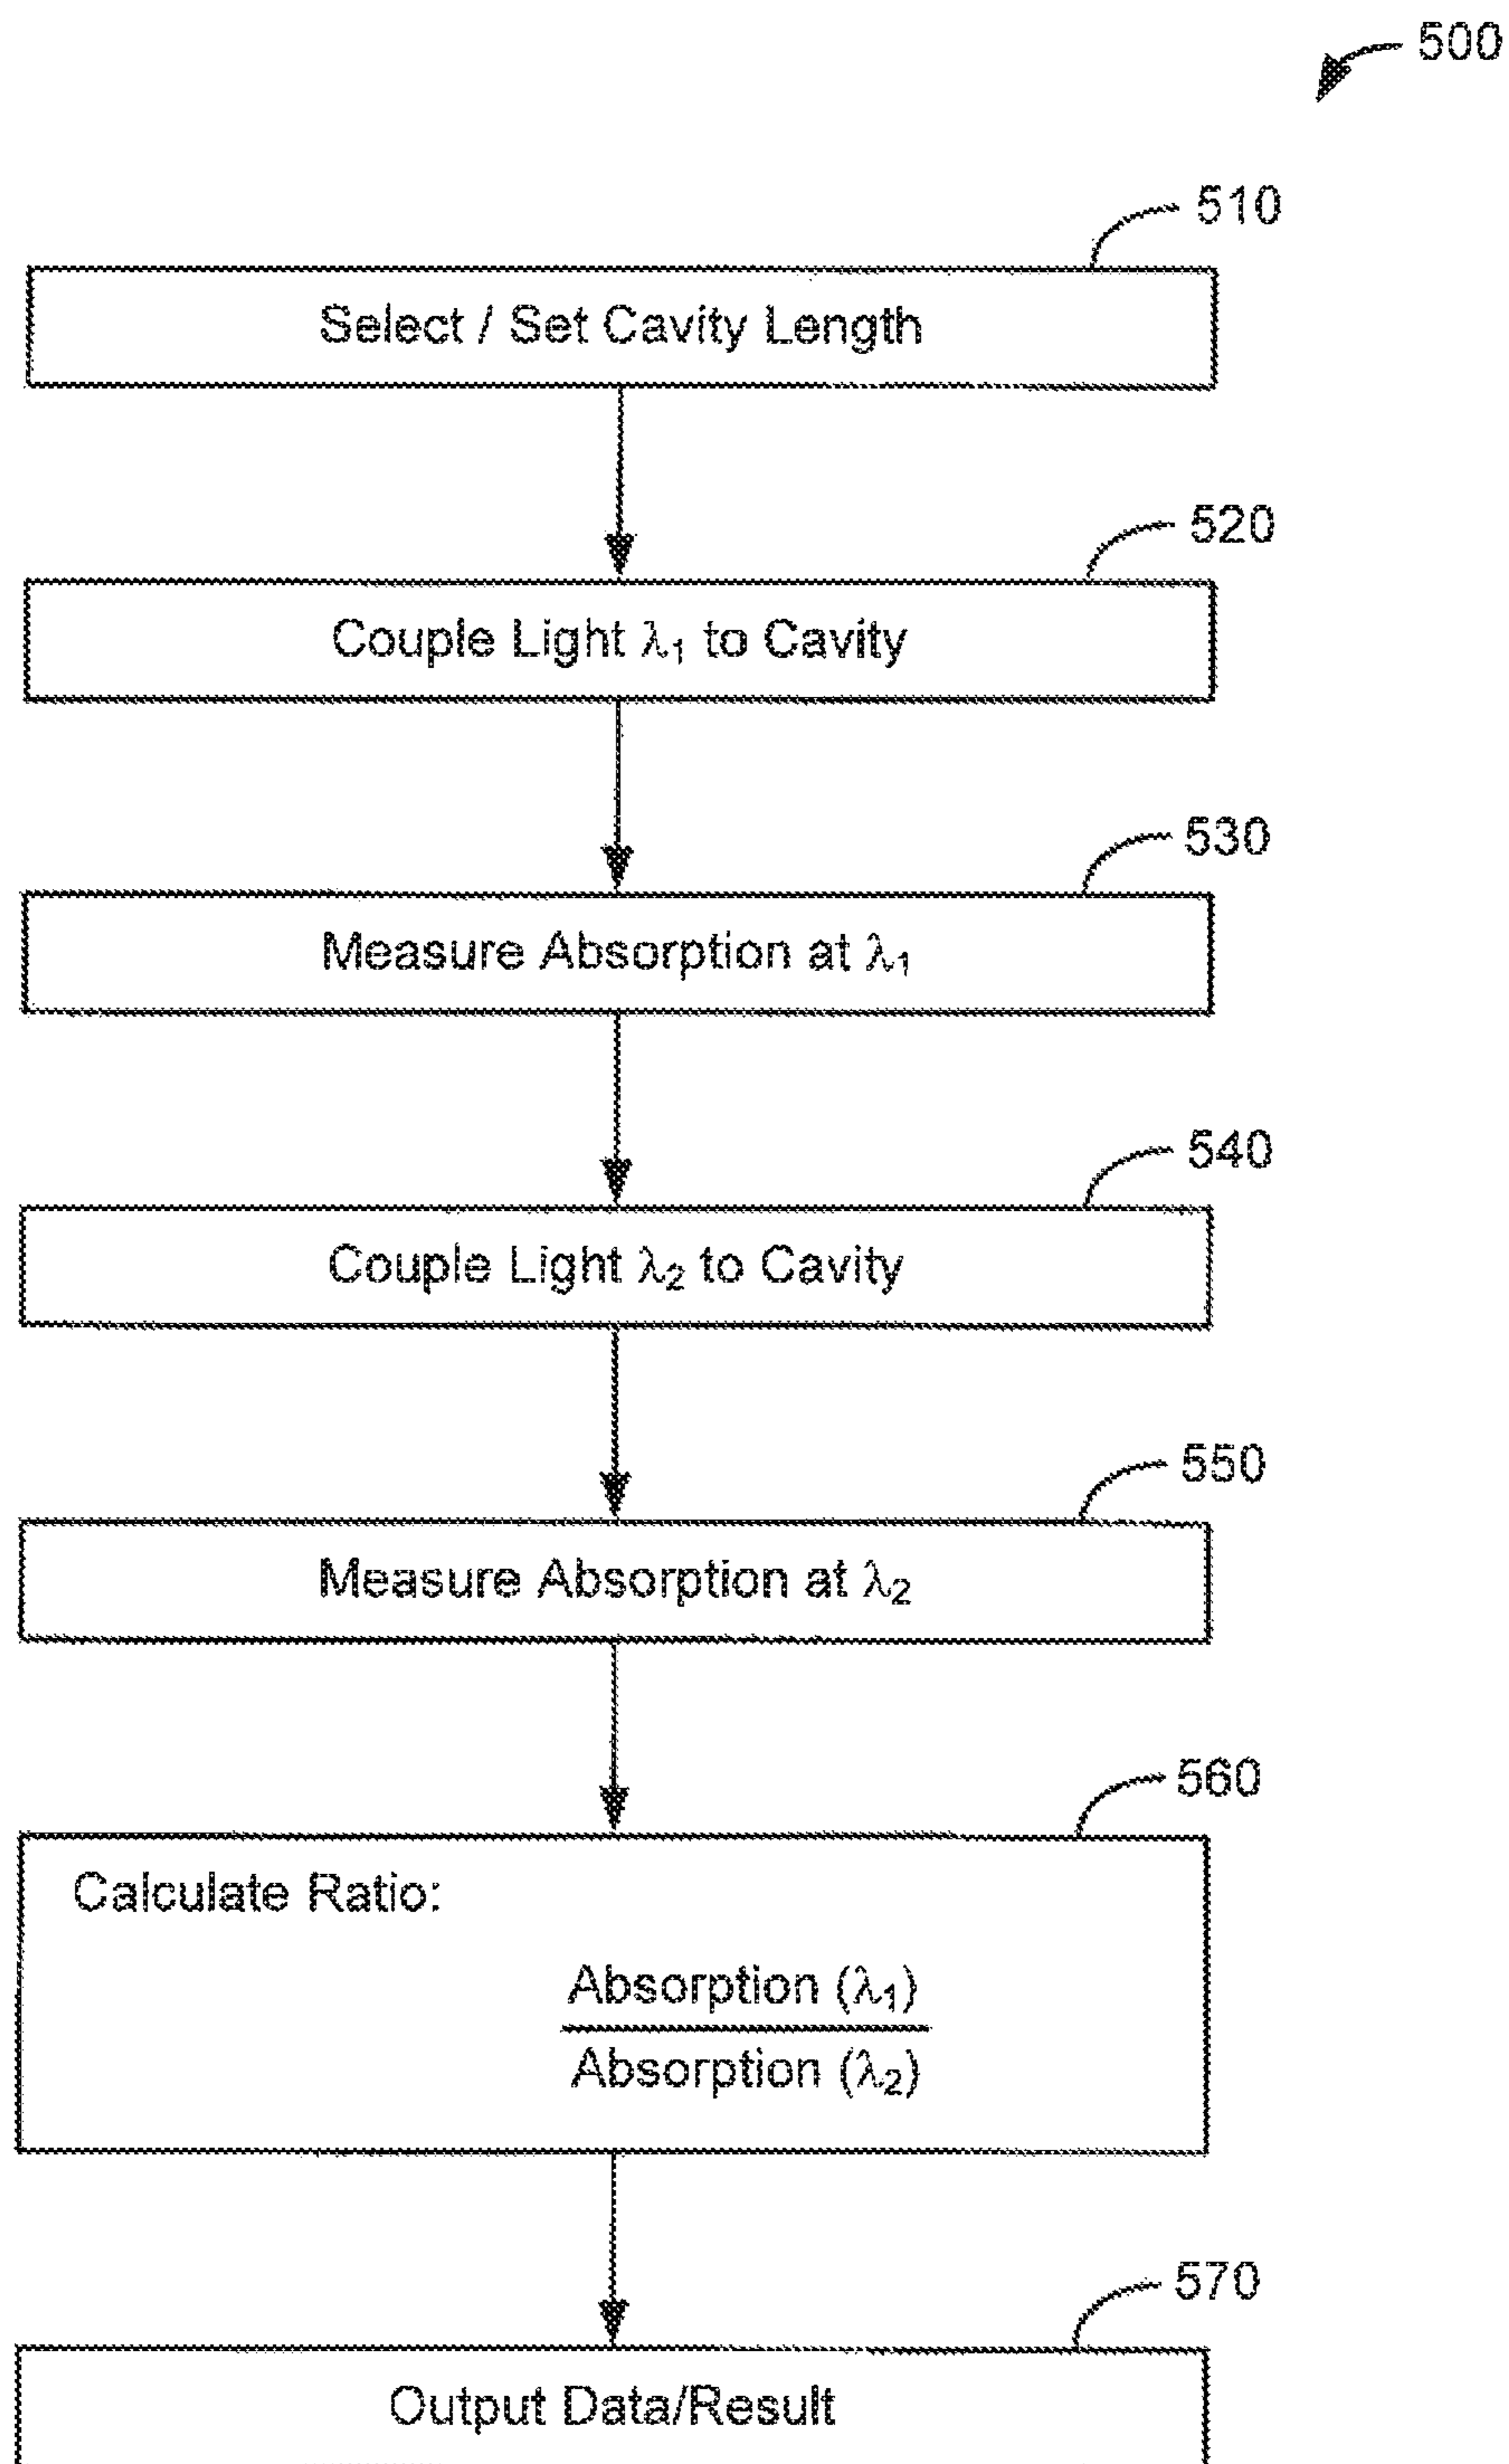 500
510
Select / Set Cavity Length
520
Couple Light λ₁ to Cavity
530
Measure Absorption at λ₁
540
Couple Light λ₂ to Cavity
550
Measure Absorption at λ₂
560
Calculate Ratio:
Absorption (λ₁)
Absorption (λ₂)
570
Output Data/Result